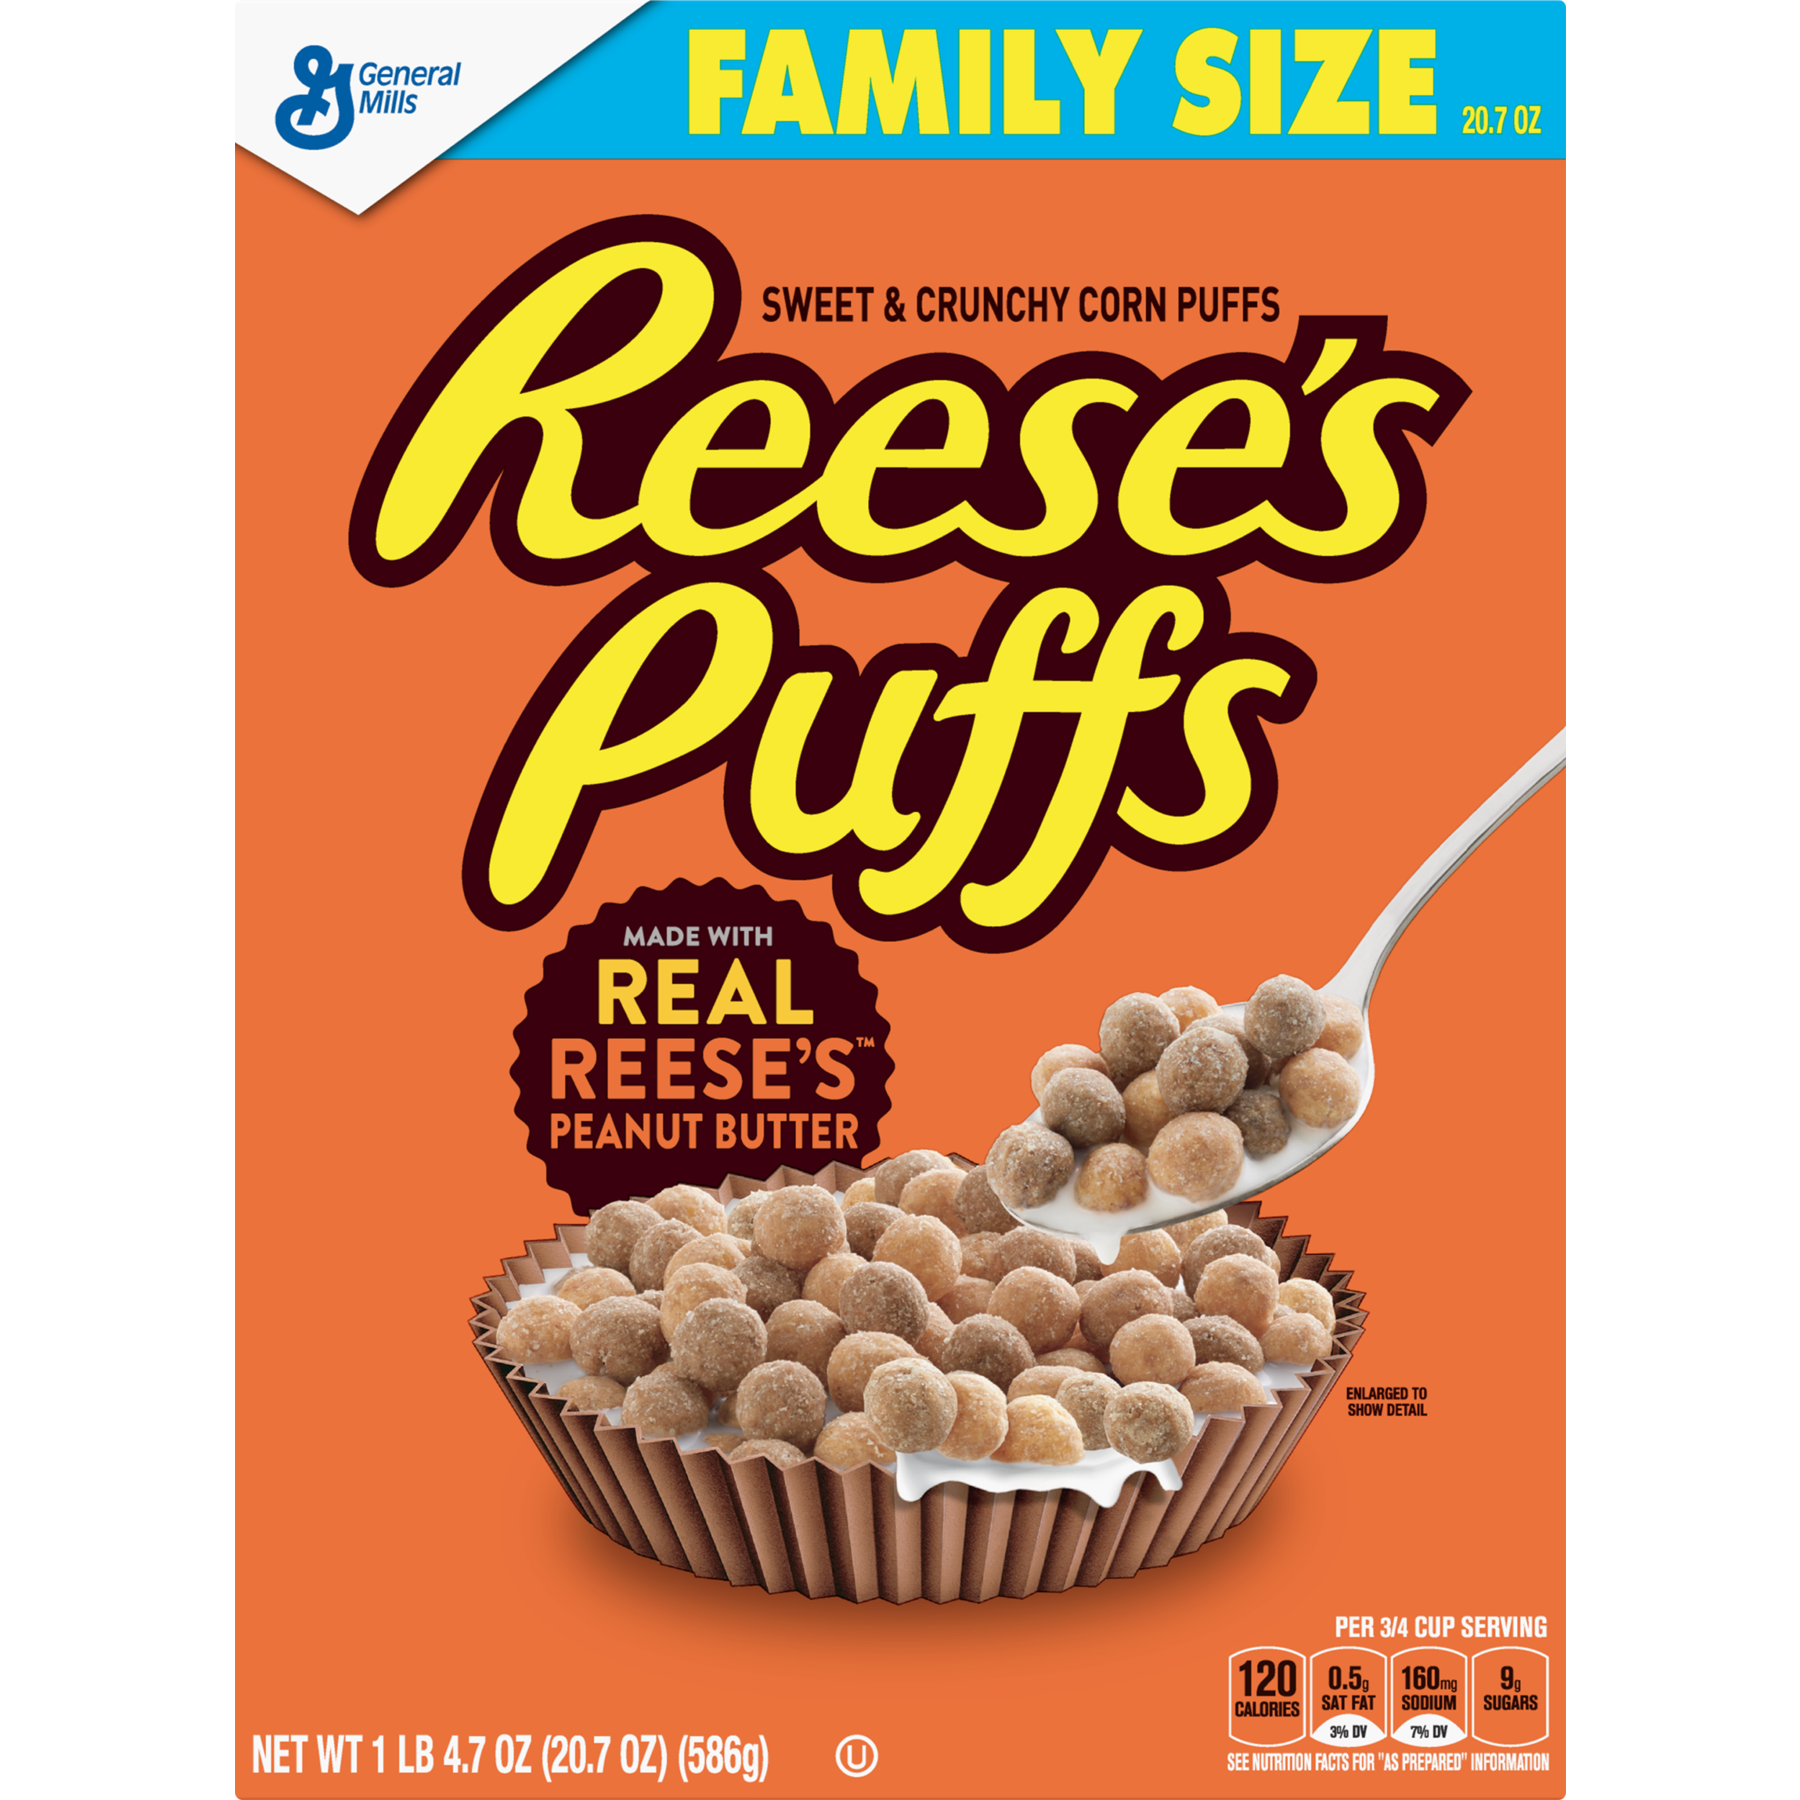 General
Mills
FAMILY SIZE 20.7 OZ
SWEET & CRUNCHY CORN PUFFS
Reese's
Puffs
MADE WITH
REAL
REESE'S™
PEANUT BUTTER
ENLARGED TO
SHOW DETAIL
PER 3/4 CUP SERVING
120 0.5g 160mg 9g
CALORIES SAT FAT SODIUM SUGARS
3% DV 7% DV
SEE NUTRITION FACTS FOR "AS PREPARED" INFORMATION
NET WT 1 LB 4.7 OZ (20.7 OZ) (586g) U